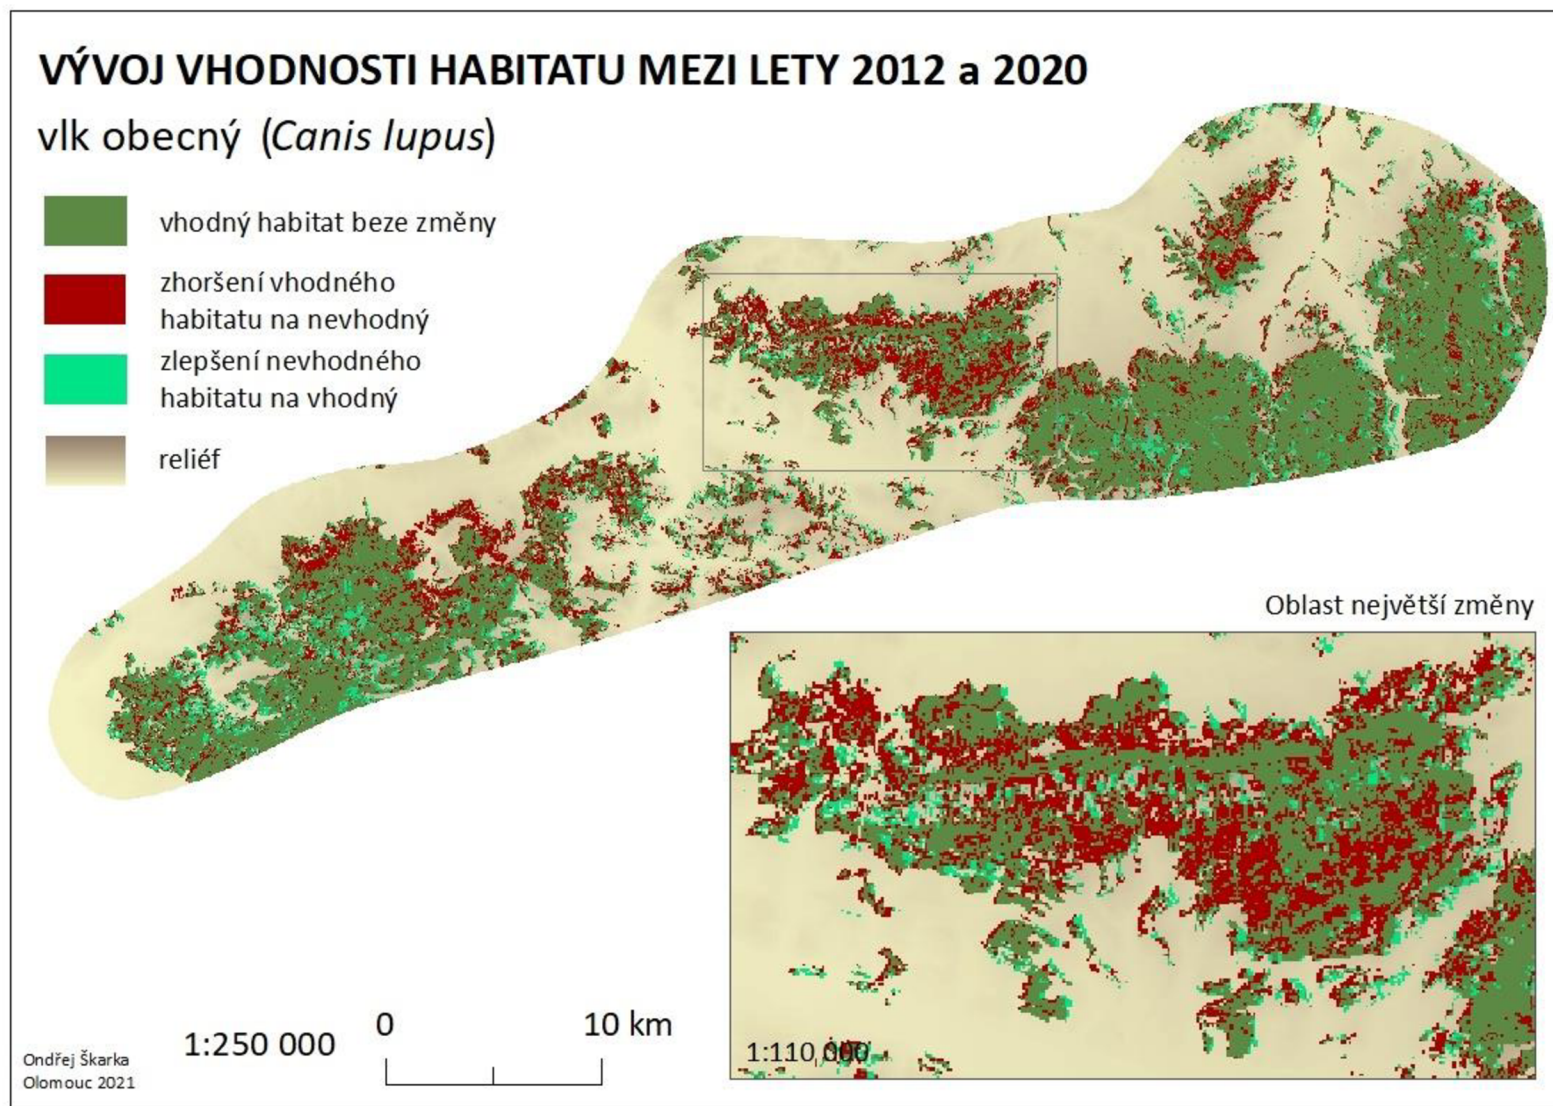 VÝVOJ VHODNOSTI HABITATU MEZI LETY 2012 a 2020
vlk obecný (Canis lupus)
vhodný habitat beze změny
zhoršení vhodného
habitatu na nevhodný
zlepšení nevhodného
habitatu na vhodný
reliéf
Oblast největší změny
1:110 000
0 10 km
1:250 000
Ondřej Škarka
Olomouc 2021